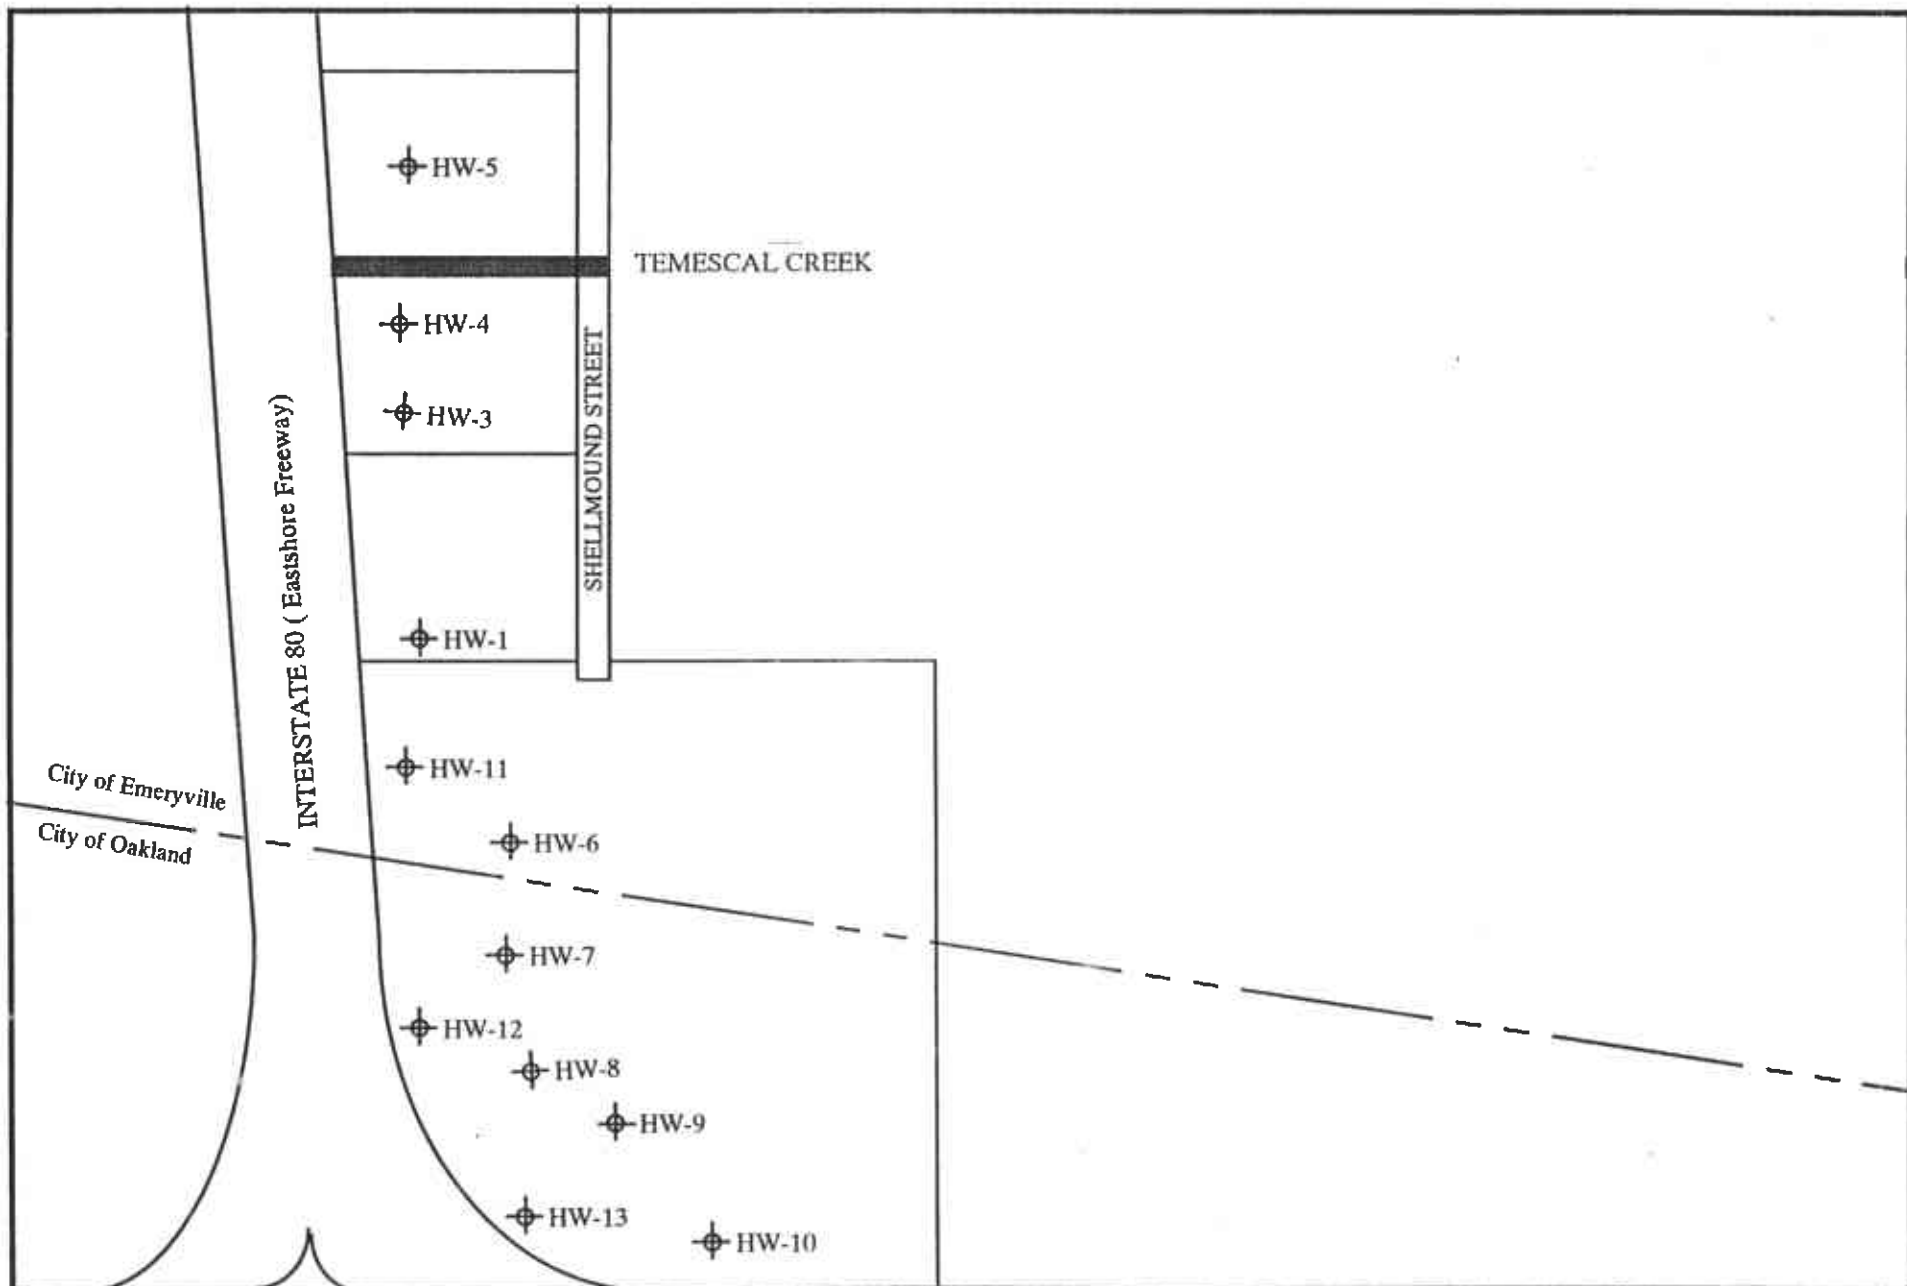 HW-5
TEMESCAL CREEK
HW-4
HW-3
SHELLMOUND STREET
INTERSTATE 80 ( Eastshore Freeway)
HW-1
HW-11
City of Emeryville
City of Oakland
HW-6
HW-7
HW-12
HW-8
HW-9
HW-13
HW-10